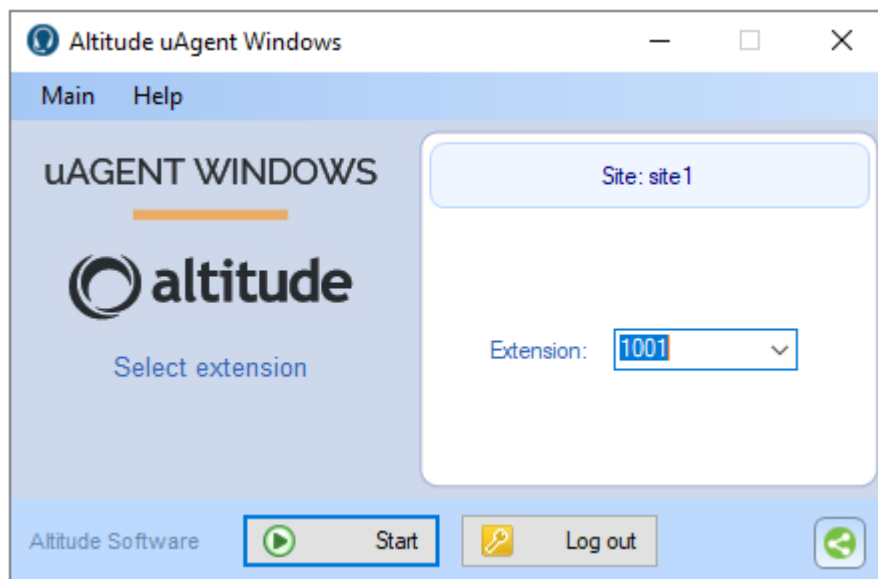 Altitude uAgent Windows
Main Help
uAGENT WINDOWS
altitude
Select extension
Site: site1
Extension: 1001
Altitude Software
Start
Log out